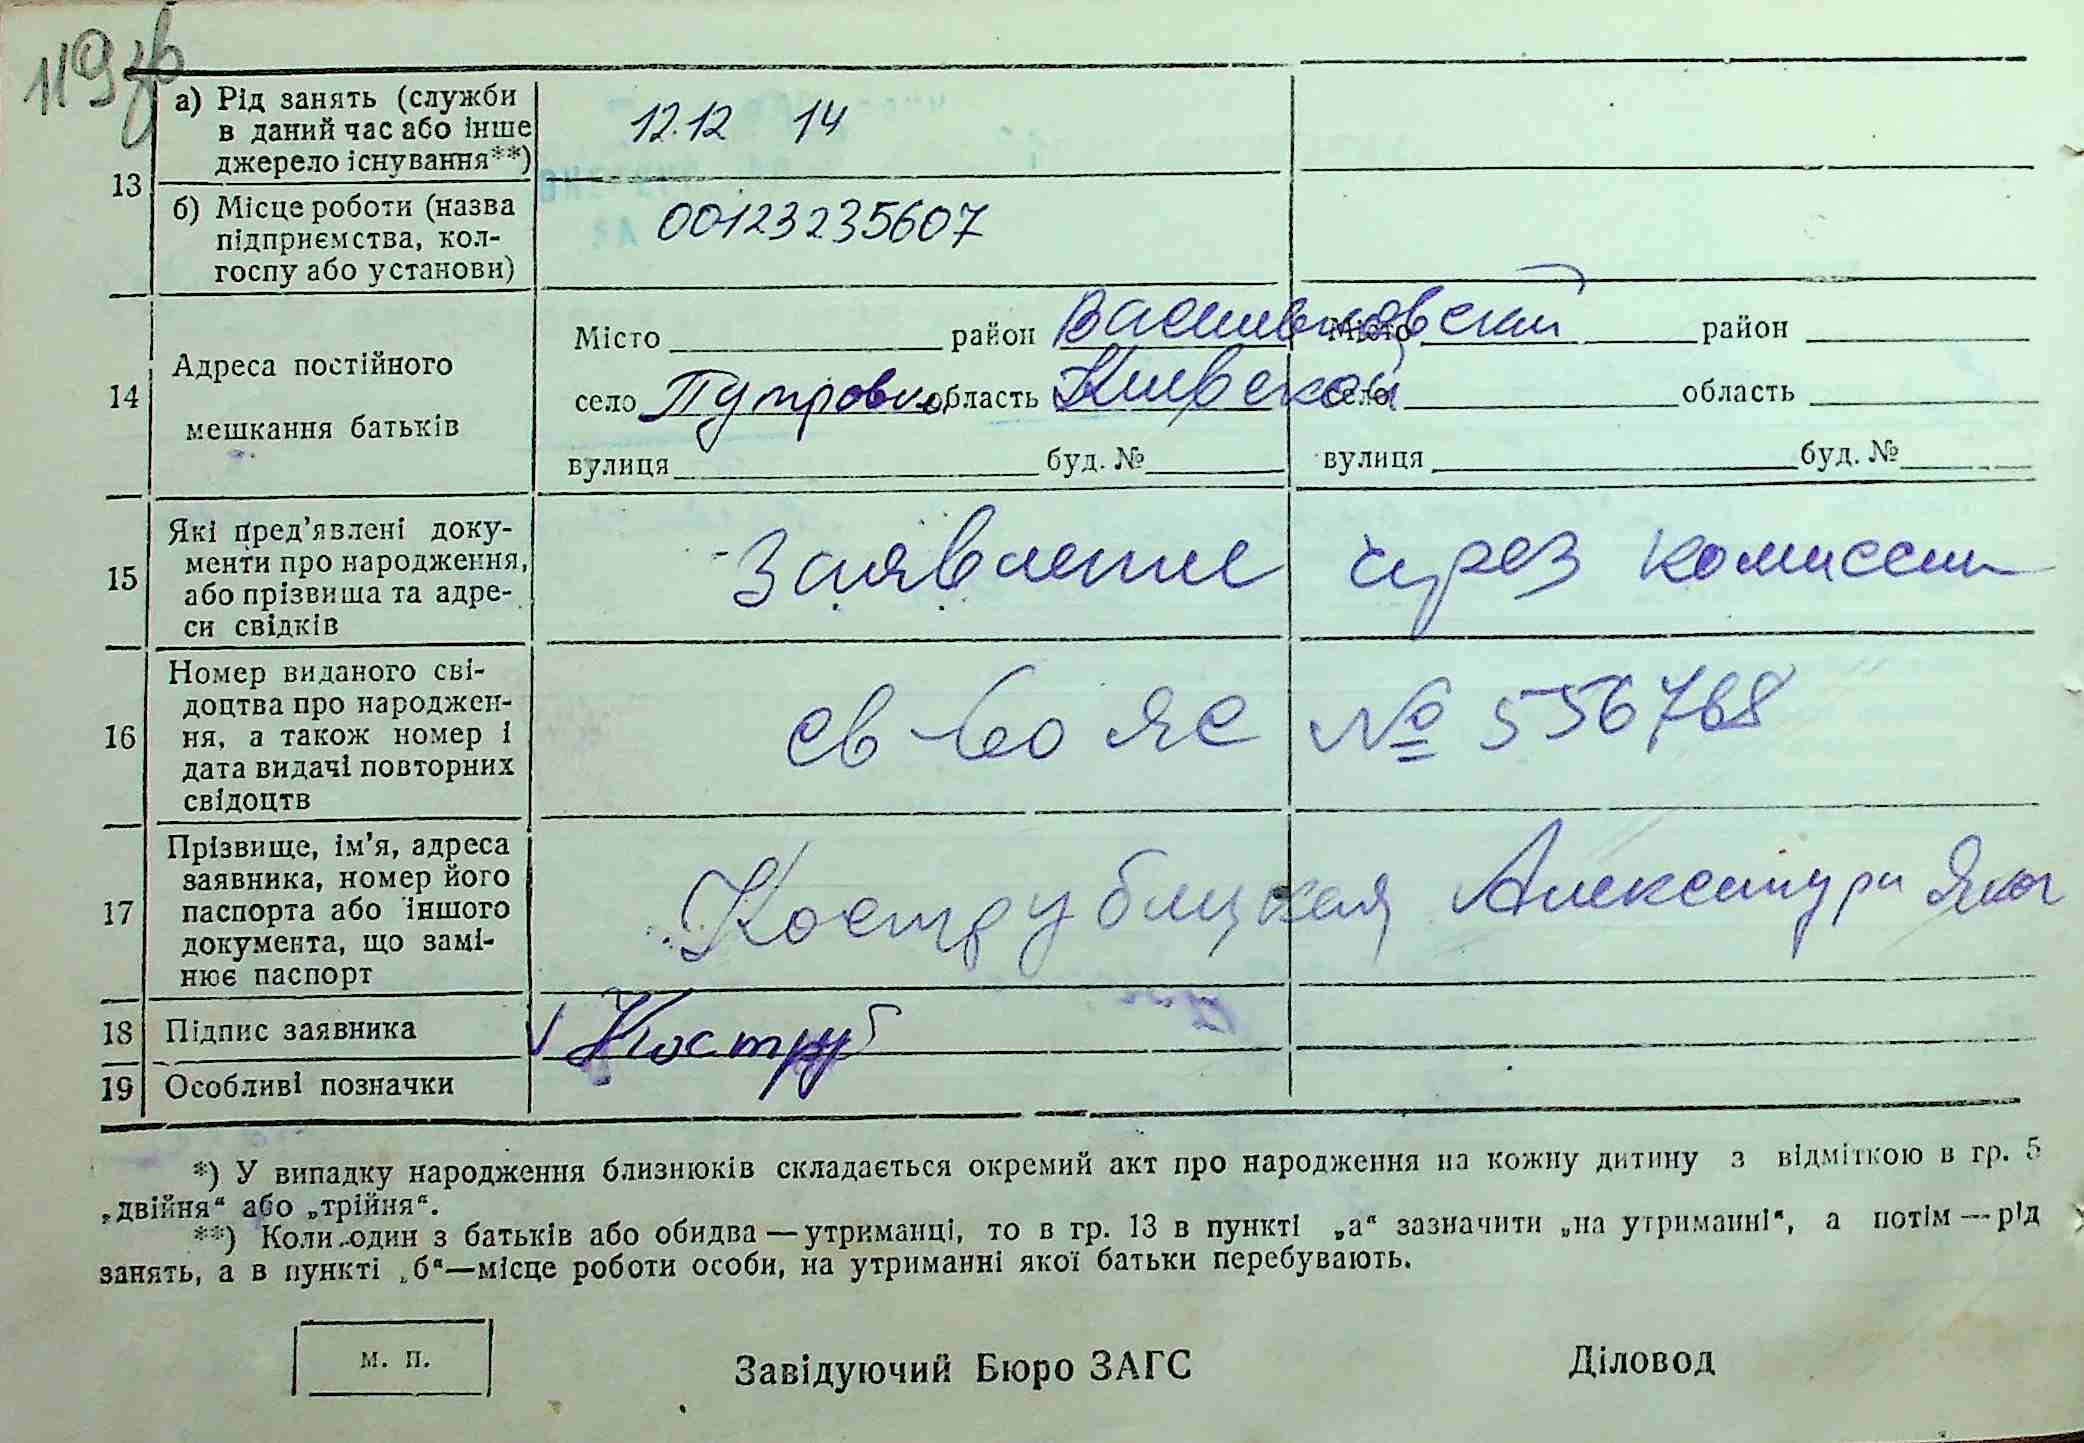 119зв
13
а) Рід занять (служби
в даний час або інше
джерело існування**)
12.12 14
б) Місце роботи (назва
підприємства, кол-
госпу або установи)
00123235607
14
Адреса постійного
мешкання батьків
Місто район Васильковский
село Путровка область Киевской
вулиця буд. №
Місто район
село область
вулиця буд. №
15
Які пред'явлені доку-
менти про народження,
або прізвища та адре-
си свідків
Заявление через комиссии
16
Номер виданого сві-
доцтва про народжен-
ня, а також номер і
дата видачі повторних
свідоцтв
св-во ЯС № 556768
17
Прізвище, ім'я, адреса
заявника, номер його
паспорта або іншого
документа, що замі-
нює паспорт
Кострублицкая
18 Підпис заявника
V Коструб
19 Особливі позначки
*) У випадку народження близнюків складається окремий акт про народження на кожну дитину з відміткою в гр. 5
„двійня“ або „трійня“.
**) Коли один з батьків або обидва — утриманці, то в гр. 13 в пункті „а“ зазначити „на утриманні“, а потім — рід
занять, а в пункті „б“—місце роботи особи, на утриманні якої батьки перебувають.
м. п.
Завідуючий Бюро ЗАГС
Діловод